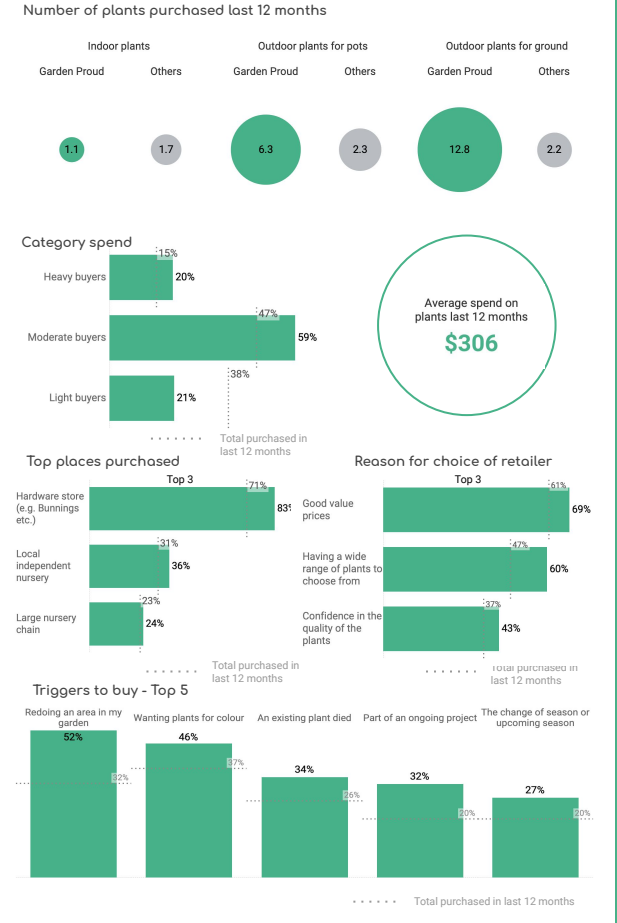 Number of plants purchased last 12 months
Indoor plants
Outdoor plants for pots
Outdoor plants for ground
Garden Proud
Others
Garden Proud
Others
Garden Proud
Others
1.1
1.7
6.3
2.3
12.8
2.2
Category spend
15%
Heavy buyers
20%
47%
Moderate buyers
59%
38%
Light buyers
21%
Total purchased in
last 12 months
Average spend on
plants last 12 months
$306
Top places purchased
Top 3
71%
Hardware store
(e.g. Bunnings
etc.)
83%
31%
Local
independent
nursery
36%
23%
Large nursery
chain
24%
Total purchased in
last 12 months
Reason for choice of retailer
Top 3
61%
Good value
prices
69%
47%
Having a wide
range of plants to
choose from
60%
37%
Confidence in the
quality of the
plants
43%
Total purchased in
last 12 months
Triggers to buy - Top 5
Redoing an area in my
garden
Wanting plants for colour
An existing plant died
Part of an ongoing project
The change of season or
upcoming season
52%
46%
34%
32%
27%
32%
37%
26%
20%
20%
Total purchased in last 12 months